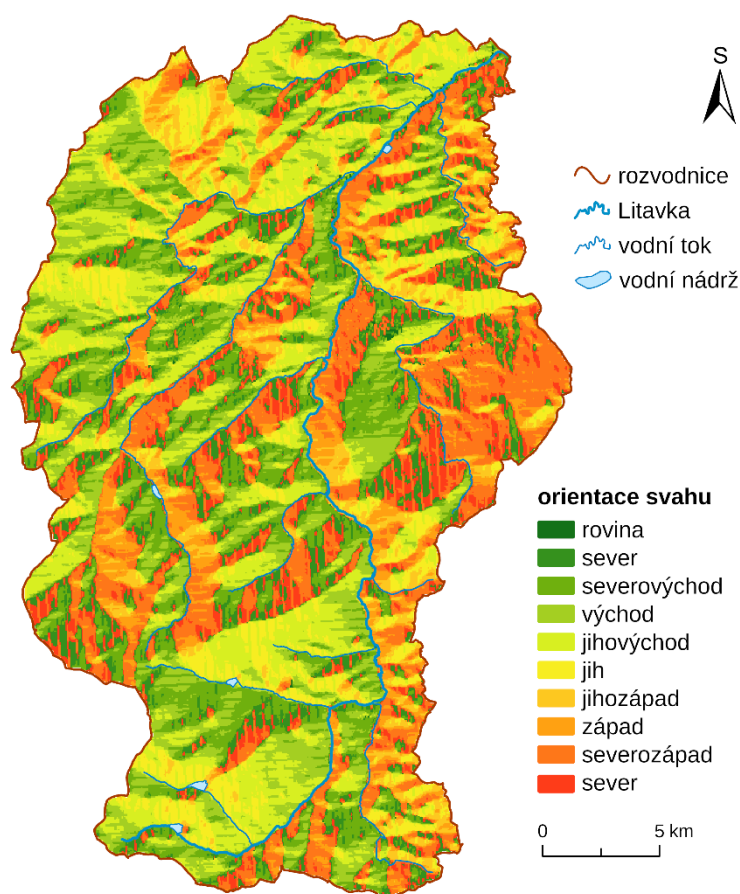 S
rozvodnice
Litavka
vodní tok
vodní nádrž
orientace svahu
rovina
sever
severovýchod
východ
jihovýchod
jih
jihozápad
západ
severozápad
sever
0 5 km